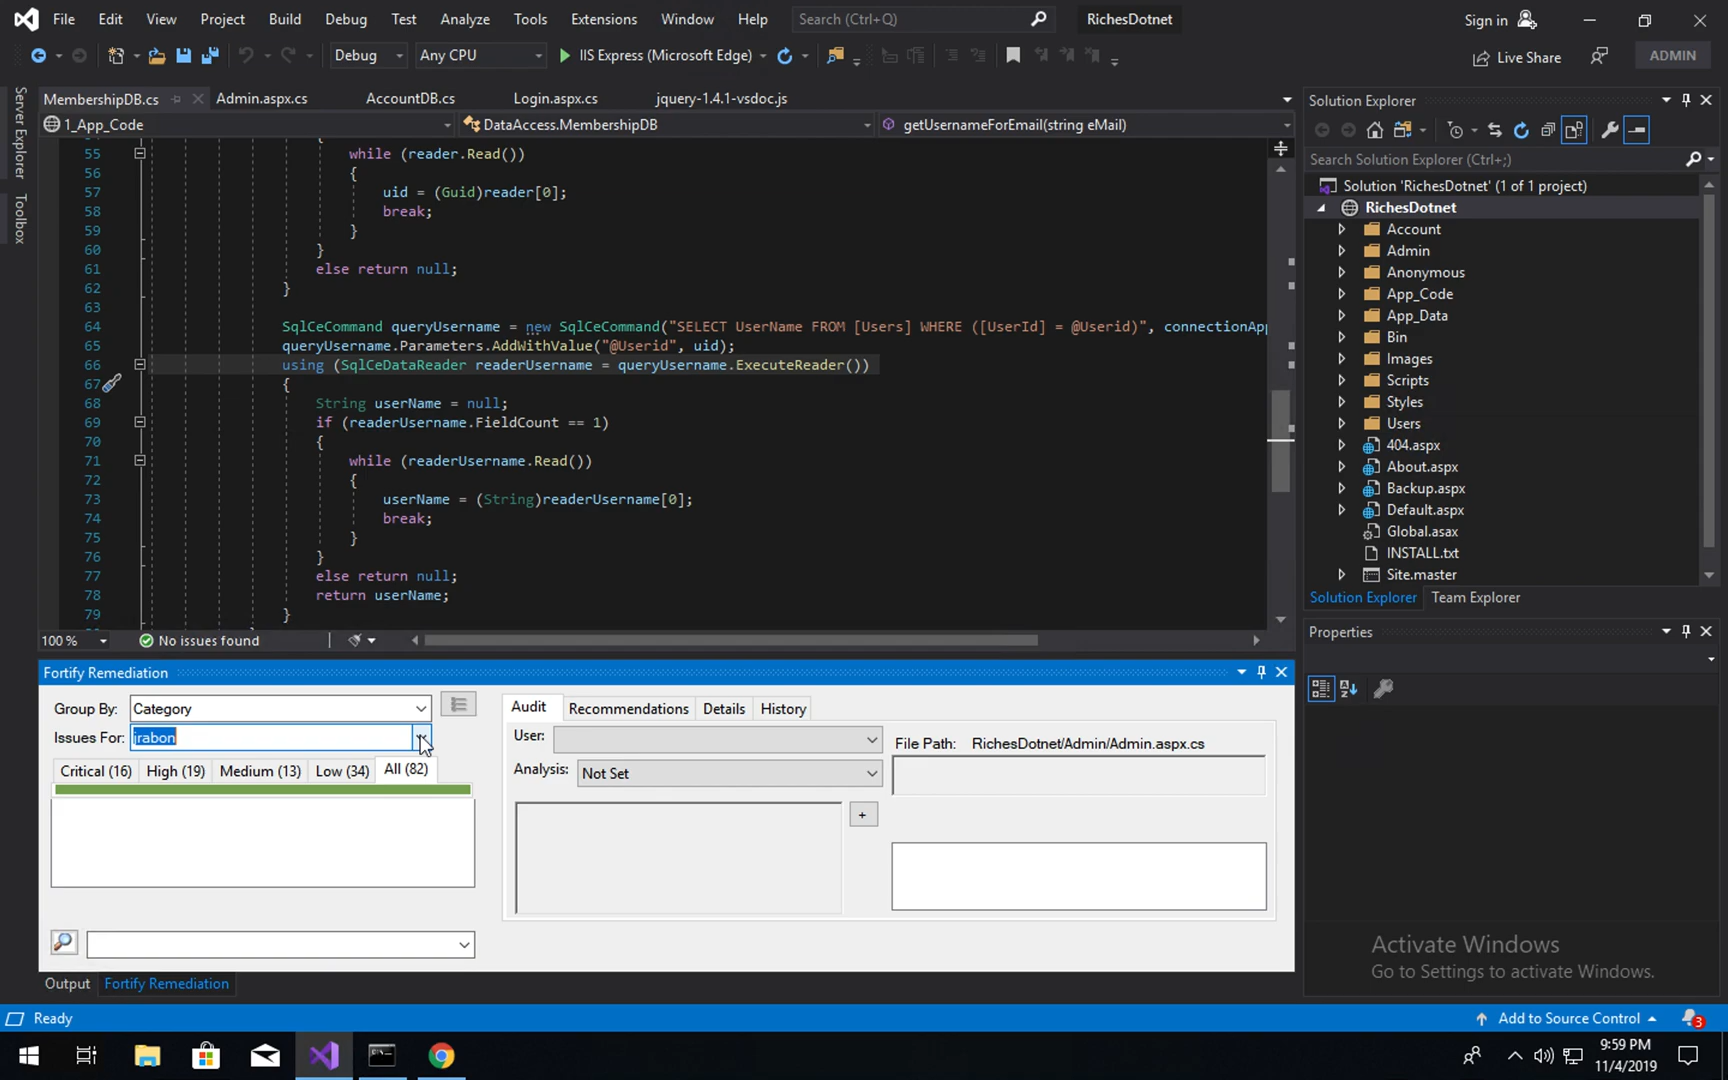 File Edit View Project Build Debug Test Analyze Tools Extensions Window Help Search (Ctrl+Q) RichesDotnet Sign in
Debug Any CPU IIS Express (Microsoft Edge) Live Share ADMIN
Server Explorer
Toolbox
MembershipDB.cs Admin.aspx.cs AccountDB.cs Login.aspx.cs jquery-1.4.1-vsdoc.js
1_App_Code DataAccess.MembershipDB getUsernameForEmail(string eMail)
55 while (reader.Read())
56 {
57 uid = (Guid)reader[0];
58 break;
59 }
60 }
61 else return null;
62 }
63
64 SqlCeCommand queryUsername = new SqlCeCommand("SELECT UserName FROM [Users] WHERE ([UserId] = @Userid)", connectionApp
65 queryUsername.Parameters.AddWithValue("@Userid", uid);
66 using (SqlCeDataReader readerUsername = queryUsername.ExecuteReader())
67 {
68 String userName = null;
69 if (readerUsername.FieldCount == 1)
70 {
71 while (readerUsername.Read())
72 {
73 userName = (String)readerUsername[0];
74 break;
75 }
76 }
77 else return null;
78 return userName;
79 }
100 % No issues found
Solution Explorer
Search Solution Explorer (Ctrl+;)
Solution 'RichesDotnet' (1 of 1 project)
RichesDotnet
Account
Admin
Anonymous
App_Code
App_Data
Bin
Images
Scripts
Styles
Users
404.aspx
About.aspx
Backup.aspx
Default.aspx
Global.asax
INSTALL.txt
Site.master
Solution Explorer Team Explorer
Properties
Fortify Remediation
Group By: Category
Issues For: jrabon
Critical (16) High (19) Medium (13) Low (34) All (82)
Audit Recommendations Details History
User:
Analysis: Not Set
+
File Path: RichesDotnet/Admin/Admin.aspx.cs
Activate Windows
Go to Settings to activate Windows.
Output Fortify Remediation
Ready Add to Source Control 3
9:59 PM
11/4/2019